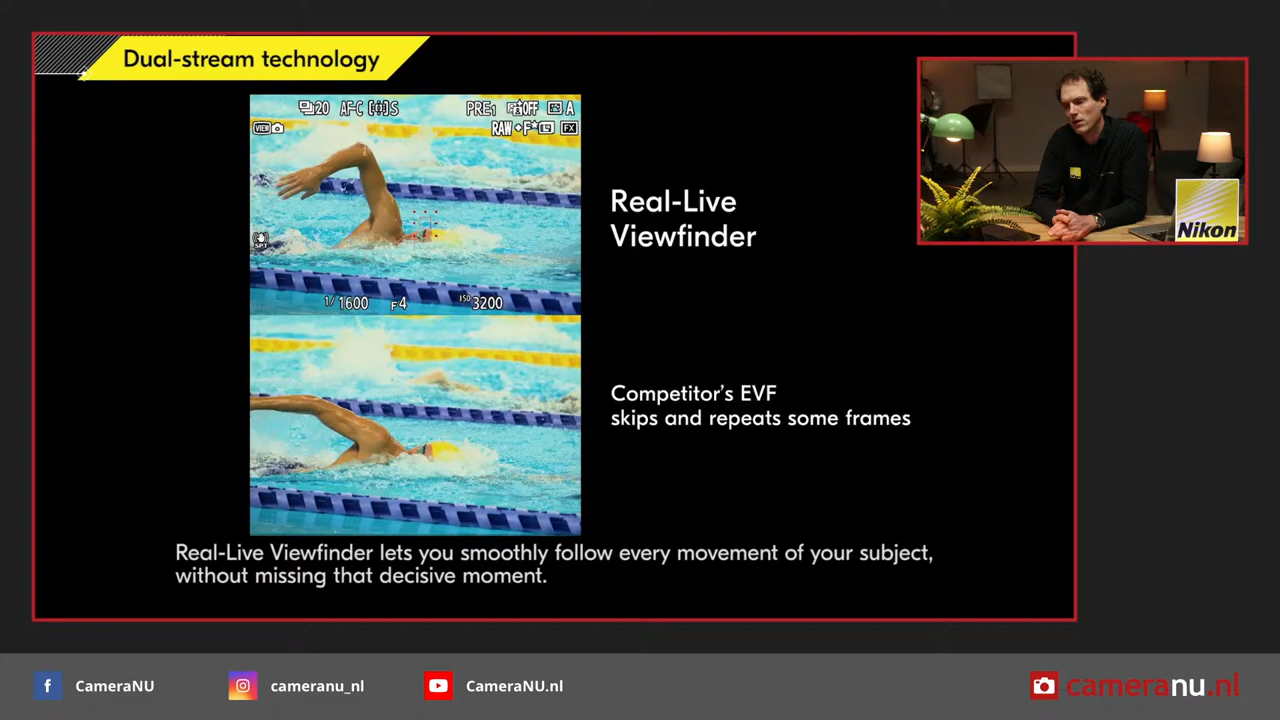 Dual-stream technology
20 AF-C S PRE1 OFF A
VIEW RAW F FX
SPT
1/1600 F4 ISO 3200
Real-Live
Viewfinder
Nikon
Competitor's EVF
skips and repeats some frames
Real-Live Viewfinder lets you smoothly follow every movement of your subject,
without missing that decisive moment.
CameraNU cameranu_nl CameraNU.nl cameranu.nl